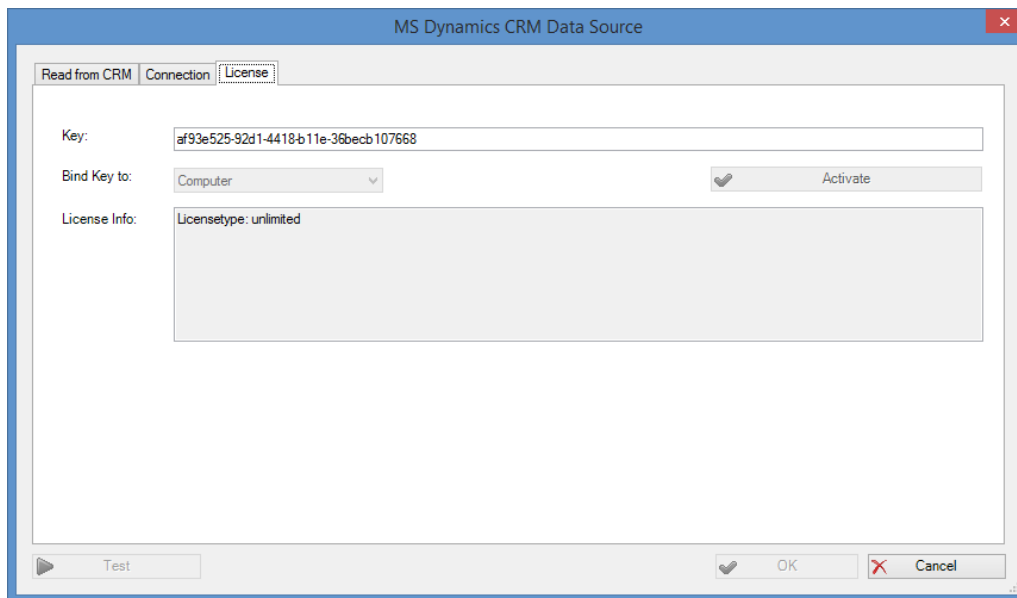 MS Dynamics CRM Data Source
Read from CRM Connection License
Key: af93e525-92d1-4418-b11e-36becb107668
Bind Key to: Computer Activate
License Info: Licensetype: unlimited
Test OK Cancel